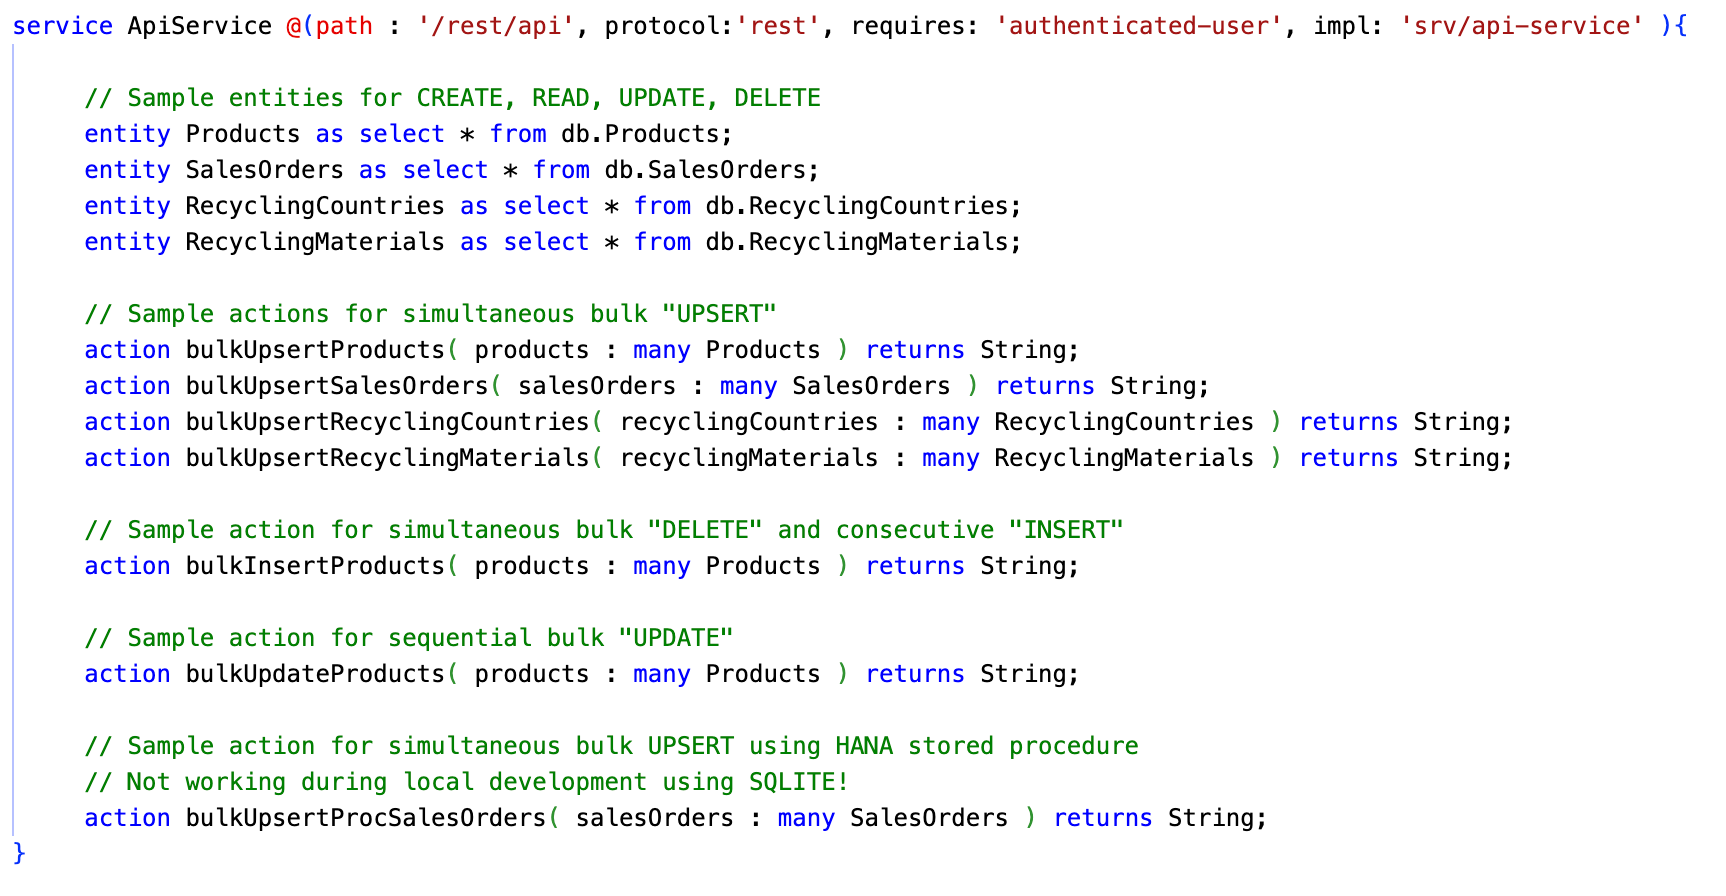 service ApiService @(path : '/rest/api', protocol:'rest', requires: 'authenticated-user', impl: 'srv/api-service' ){
// Sample entities for CREATE, READ, UPDATE, DELETE
entity Products as select * from db.Products;
entity SalesOrders as select * from db.SalesOrders;
entity RecyclingCountries as select * from db.RecyclingCountries;
entity RecyclingMaterials as select * from db.RecyclingMaterials;
// Sample actions for simultaneous bulk "UPSERT"
action bulkUpsertProducts( products : many Products ) returns String;
action bulkUpsertSalesOrders( salesOrders : many SalesOrders ) returns String;
action bulkUpsertRecyclingCountries( recyclingCountries : many RecyclingCountries ) returns String;
action bulkUpsertRecyclingMaterials( recyclingMaterials : many RecyclingMaterials ) returns String;
// Sample action for simultaneous bulk "DELETE" and consecutive "INSERT"
action bulkInsertProducts( products : many Products ) returns String;
// Sample action for sequential bulk "UPDATE"
action bulkUpdateProducts( products : many Products ) returns String;
// Sample action for simultaneous bulk UPSERT using HANA stored procedure
// Not working during local development using SQLITE!
action bulkUpsertProcSalesOrders( salesOrders : many SalesOrders ) returns String;
}